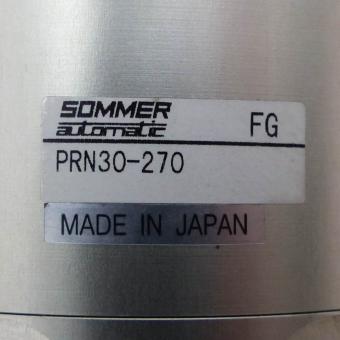 SOMMER
automatic FG
PRN30-270
MADE IN JAPAN